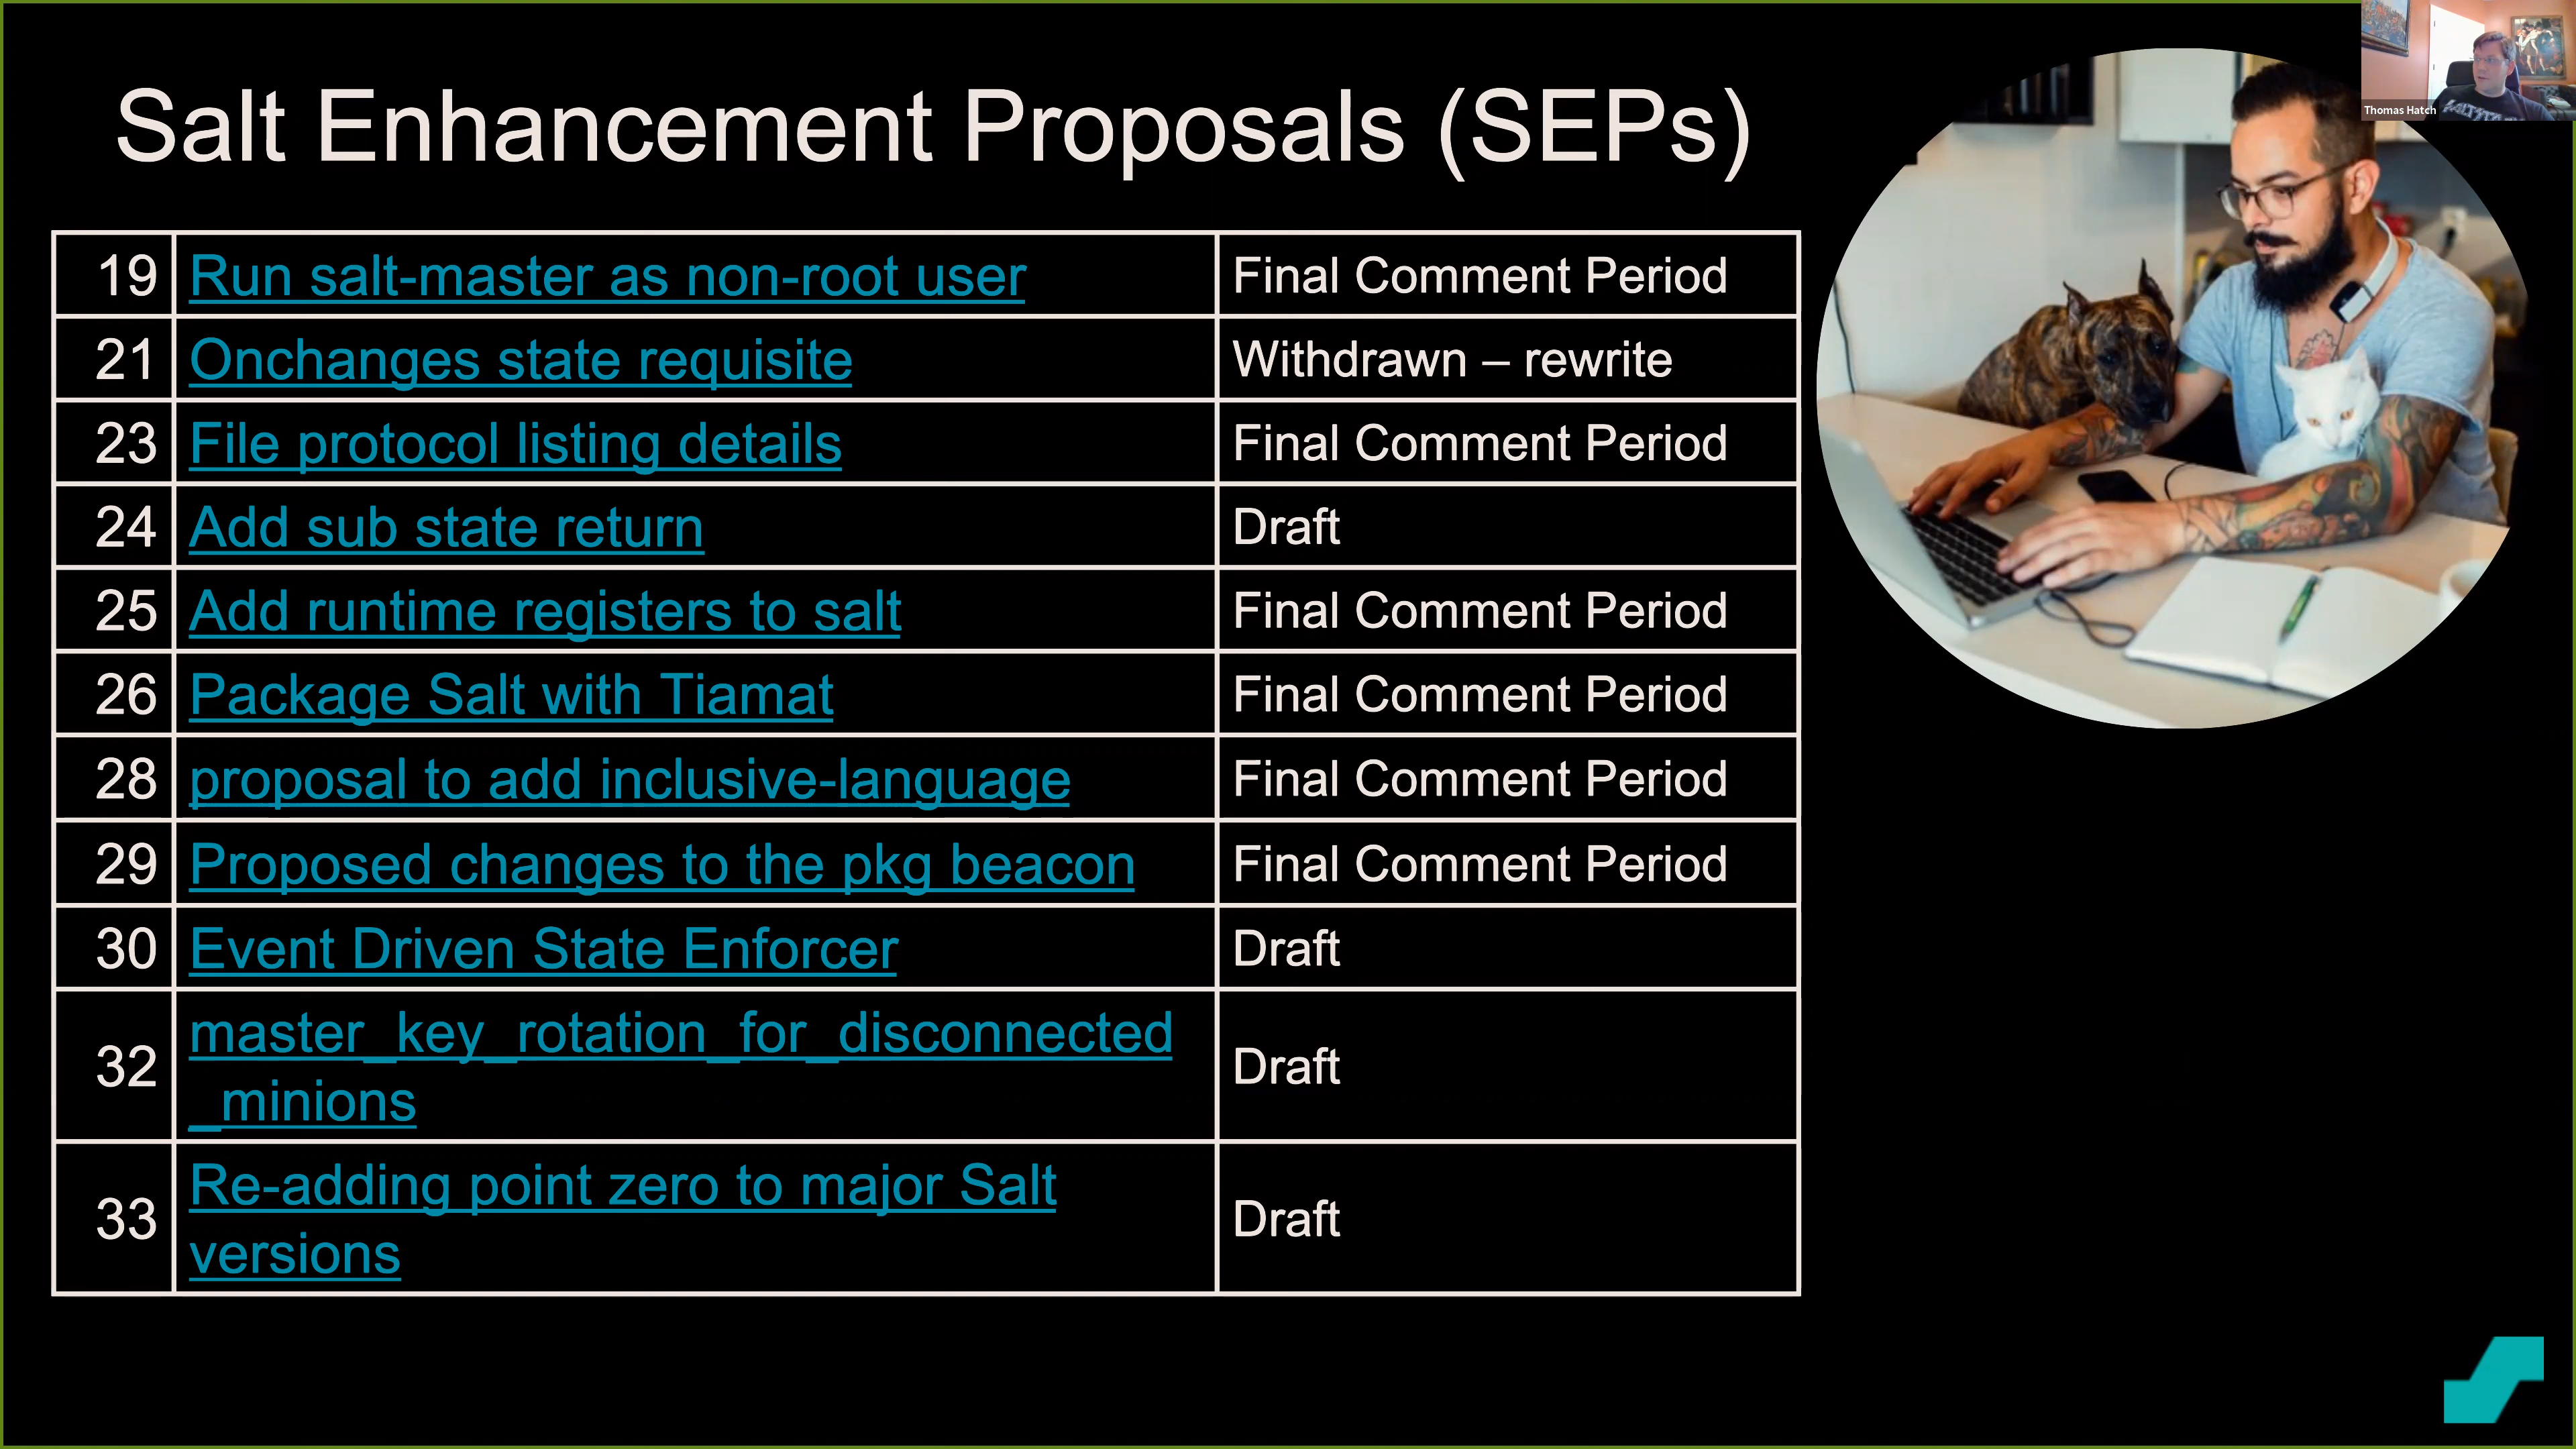 Salt Enhancement Proposals (SEPs)
Thomas Hatch
19 Run salt-master as non-root user Final Comment Period
21 Onchanges state requisite Withdrawn – rewrite
23 File protocol listing details Final Comment Period
24 Add sub state return Draft
25 Add runtime registers to salt Final Comment Period
26 Package Salt with Tiamat Final Comment Period
28 proposal to add inclusive-language Final Comment Period
29 Proposed changes to the pkg beacon Final Comment Period
30 Event Driven State Enforcer Draft
32 master_key_rotation_for_disconnected
_minions Draft
33 Re-adding point zero to major Salt
versions Draft